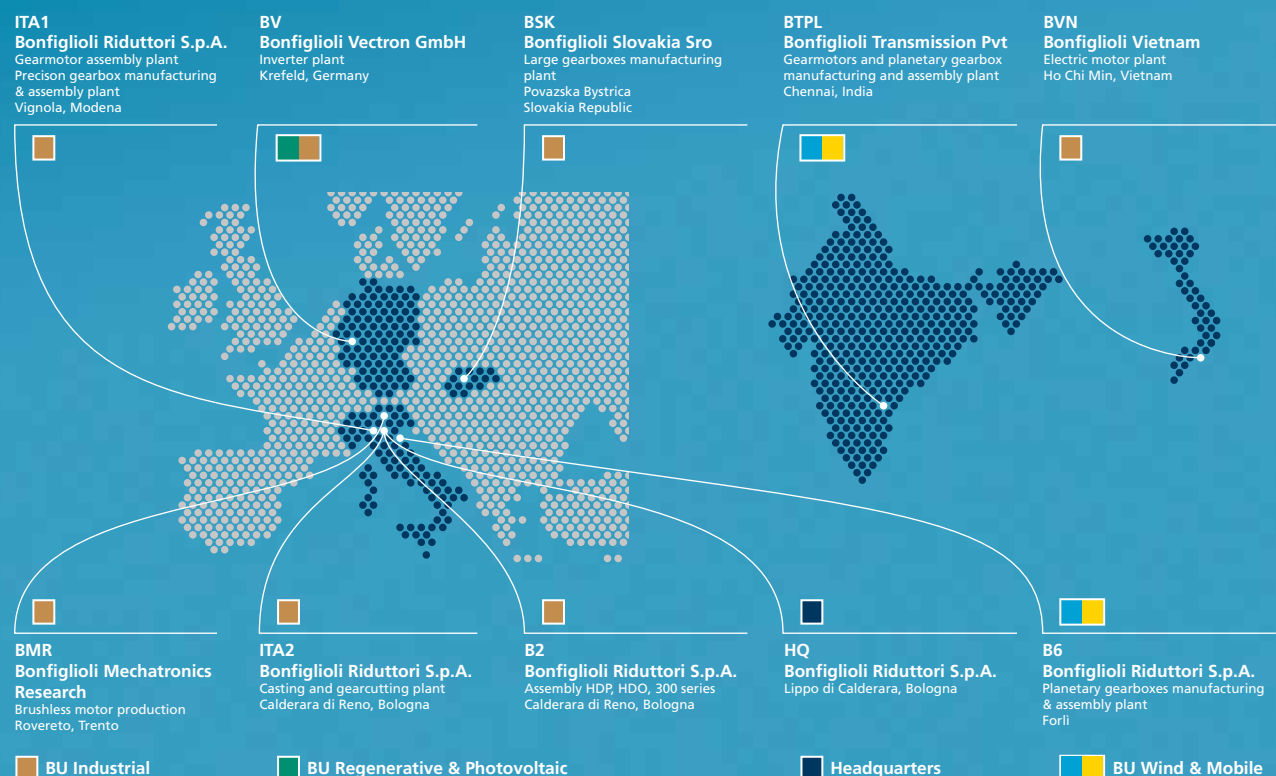 ITA1
Bonfiglioli Riduttori S.p.A.
Gearmotor assembly plant
Precison gearbox manufacturing
& assembly plant
Vignola, Modena
BV
Bonfiglioli Vectron GmbH
Inverter plant
Krefeld, Germany
BSK
Bonfiglioli Slovakia Sro
Large gearboxes manufacturing
plant
Povazska Bystrica
Slovakia Republic
BTPL
Bonfiglioli Transmission Pvt
Gearmotors and planetary gearbox
manufacturing and assembly plant
Chennai, India
BVN
Bonfiglioli Vietnam
Electric motor plant
Ho Chi Min, Vietnam
BMR
Bonfiglioli Mechatronics
Research
Brushless motor production
Rovereto, Trento
ITA2
Bonfiglioli Riduttori S.p.A.
Casting and gearcutting plant
Calderara di Reno, Bologna
B2
Bonfiglioli Riduttori S.p.A.
Assembly HDP, HDO, 300 series
Calderara di Reno, Bologna
HQ
Bonfiglioli Riduttori S.p.A.
Lippo di Calderara, Bologna
B6
Bonfiglioli Riduttori S.p.A.
Planetary gearboxes manufacturing
& assembly plant
Forlì
BU Industrial
BU Regenerative & Photovoltaic
Headquarters
BU Wind & Mobile